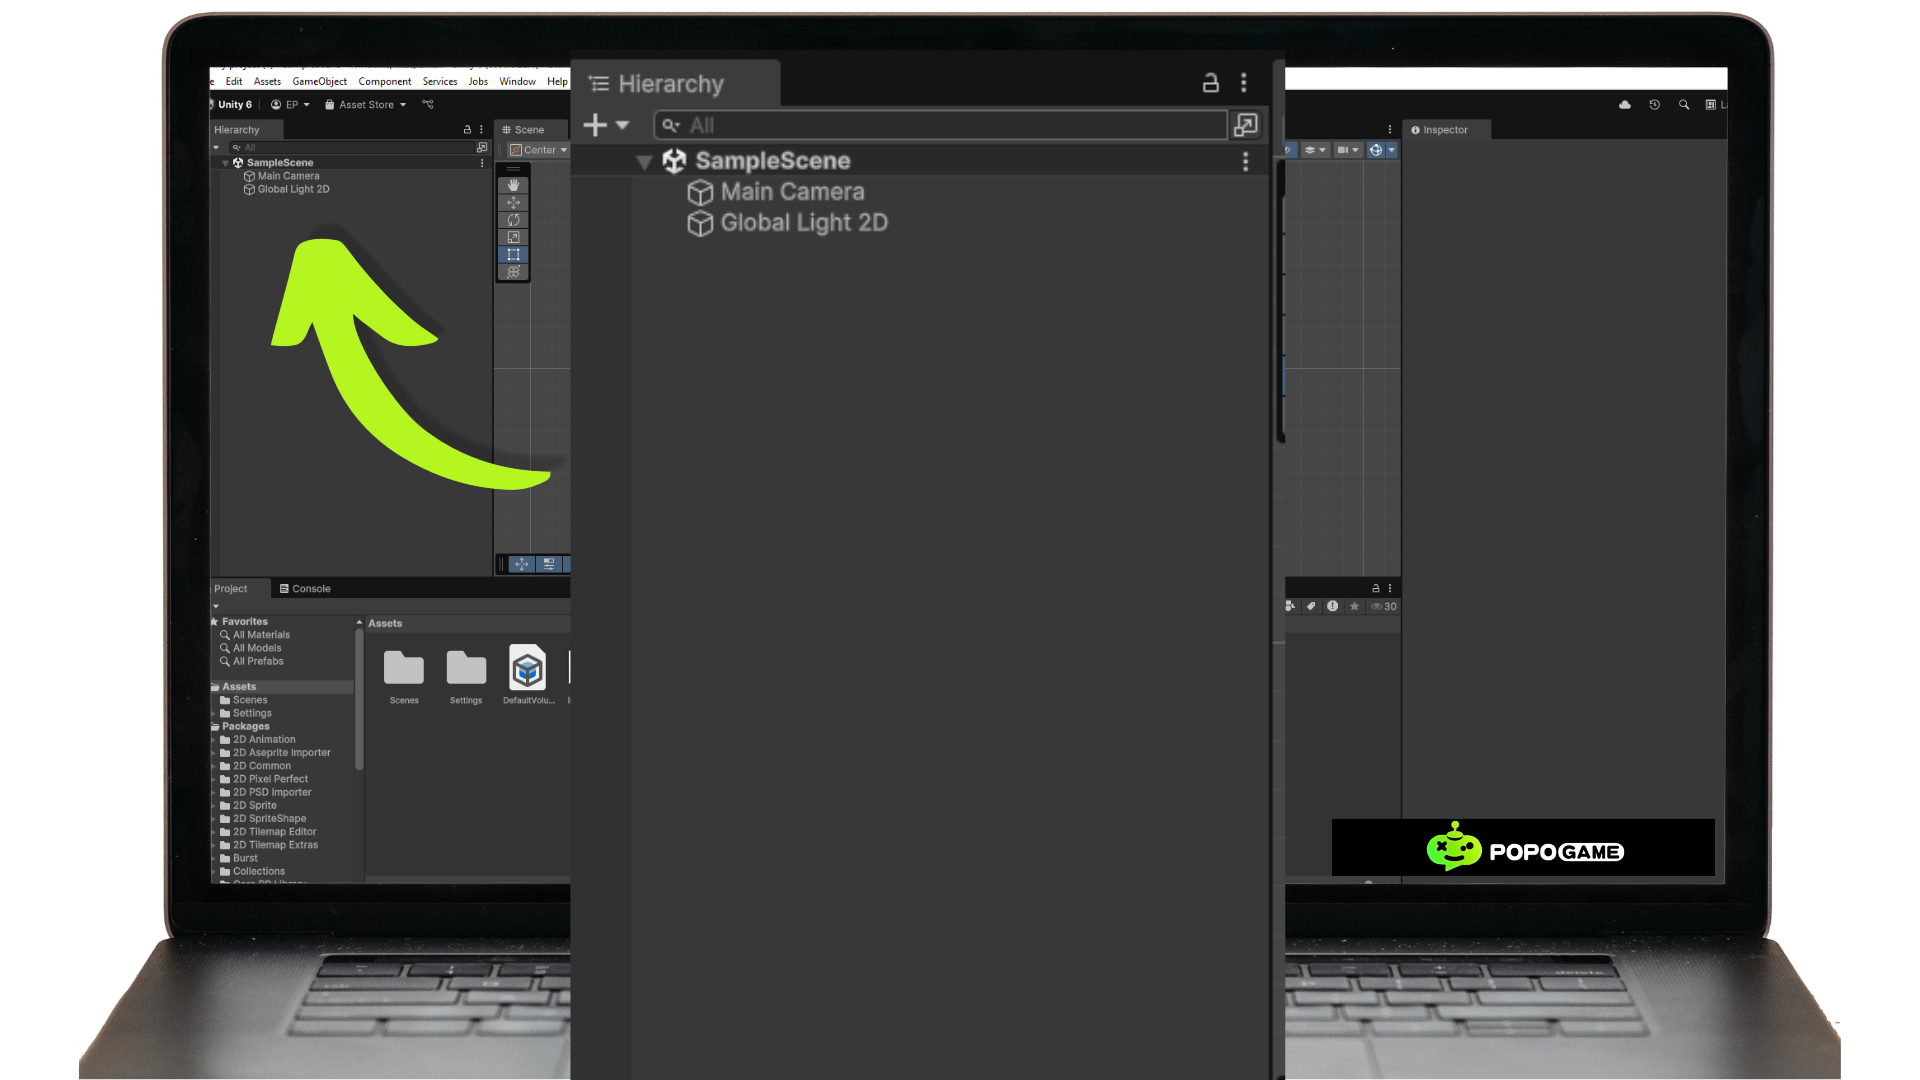 Edit Assets GameObject Component Services Jobs Window Help
Unity 6 EP Asset Store
Hierarchy
All
SampleScene
Main Camera
Global Light 2D
Scene
Center
Hierarchy
All
SampleScene
Main Camera
Global Light 2D
Inspector
Project
Console
30
Favorites
All Materials
All Models
All Prefabs
Assets
Scenes
Settings
Packages
2D Animation
2D Aseprite Importer
2D Common
2D Pixel Perfect
2D PSD Importer
2D Sprite
2D SpriteShape
2D Tilemap Editor
2D Tilemap Extras
Burst
Collections
Assets
Scenes
Settings
DefaultVolu...
POPOGAME
delete